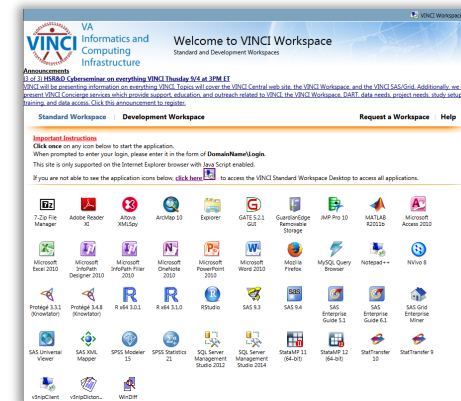 VINCI Workspace
VINCI
VA
Informatics and
Computing
Infrastructure
Welcome to VINCI Workspace
Standard and Development Workspaces
Announcements
(3 of 3) HSR&D Cyberseminar on everything VINCI Thusday 9/4 at 3PM ET
VINCI will be presenting information on everything VINCI. Topics will cover the VINCI Central web site, the VINCI Workspace, and the VINCI SAS/Grid. Additionally, we
present VINCI Concierge services which provide support, education, and outreach related to VINCI, the VINCI Workspace, DART, data needs, project needs, study setup
training, and data access. Click this announcement to register.
Standard Workspace | Development Workspace Request a Workspace | Help
Important Instructions
Click once on any icon below to start the application.
When prompted to enter your login, please enter it in the form of DomainName\Login.
This site is only supported on the Internet Explorer browser with Java Script enabled.
If you are not able to see the application icons below, click here to access the VINCI Standard Workspace Desktop to access all applications.
7-Zip File Manager
Adobe Reader XI
Altova XMLSpy
ArcMap 10
Explorer
GATE 5.2.1 GUI
GuardianEdge Removable Storage
JMP Pro 10
MATLAB R2011b
Microsoft Access 2010
Microsoft Excel 2010
Microsoft InfoPath Designer 2010
Microsoft InfoPath Filler 2010
Microsoft OneNote 2010
Microsoft PowerPoint 2010
Microsoft Word 2010
Mozilla Firefox
MySQL Query Browser
Notepad++
NVivo 8
Protégé 3.3.1 (Knowtator)
Protégé 3.4.8 (Knowtator)
R x64 3.0.1
R x64 3.1.0
RStudio
SAS 9.3
SAS 9.4
SAS Enterprise Guide 5.1
SAS Enterprise Guide 6.1
SAS Grid Enterprise Miner
SAS Universal Viewer
SAS XML Mapper
SPSS Modeler 15
SPSS Statistics 21
SQL Server Management Studio 2012
SQL Server Management Studio 2014
StataMP 11 (64-bit)
StataMP 12 (64-bit)
StatTransfer 10
StatTransfer 9
v3nlpClient
v3nlpDicton...
WinDiff